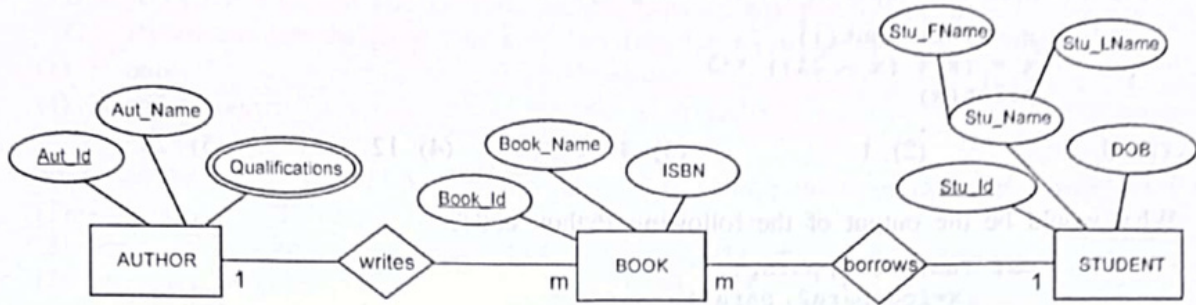 Stu_FName
Stu_LName
Aut_Name
Stu_Name
Book_Name
DOB
Aut_Id
Qualifications
ISBN
Book_Id
Stu_Id
AUTHOR 1 writes m BOOK m borrows 1 STUDENT